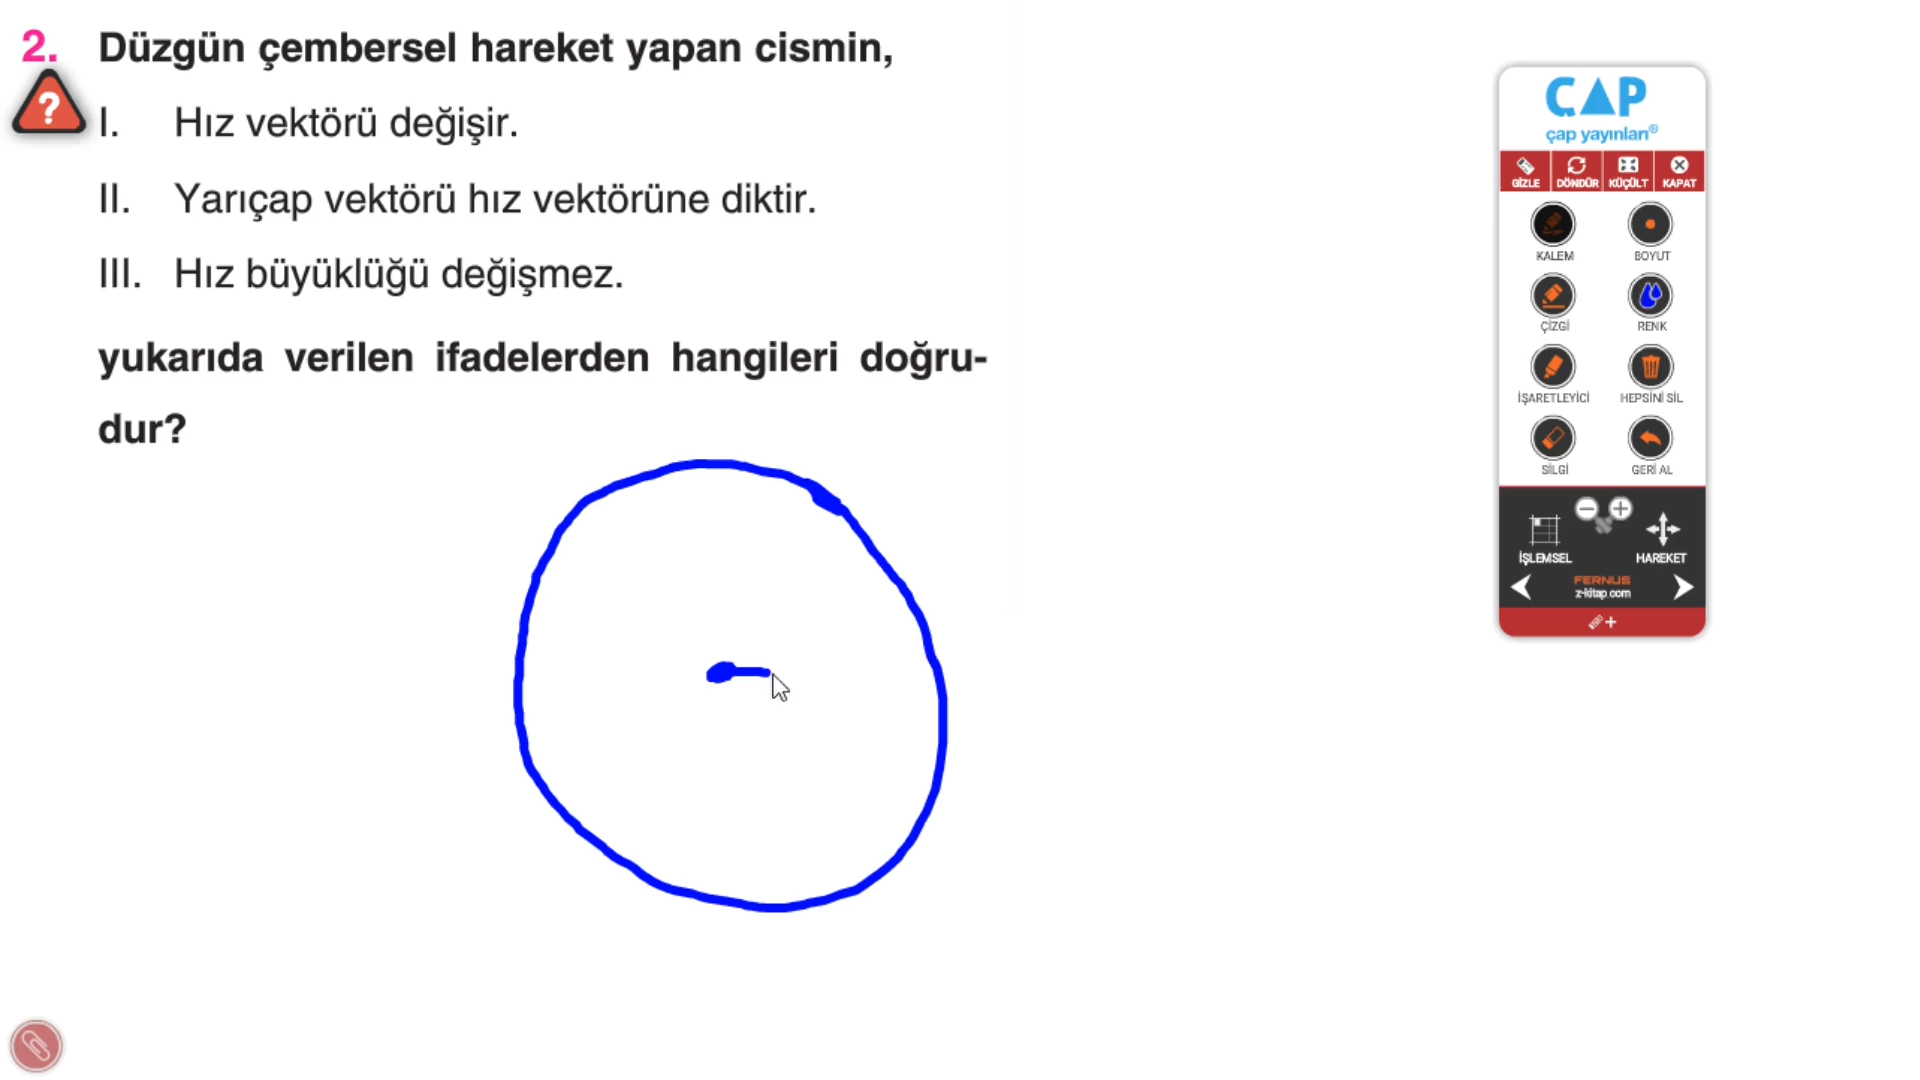 2. Düzgün çembersel hareket yapan cismin,
?
I. Hız vektörü değişir.
II. Yarıçap vektörü hız vektörüne diktir.
III. Hız büyüklüğü değişmez.
yukarıda verilen ifadelerden hangileri doğru-
dur?
ÇAP
çap yayınları®
GİZLE DÖNDÜR KÜÇÜLT KAPAT
KALEM BOYUT
ÇİZGİ RENK
İŞARETLEYİCİ HEPSİNİ SİL
SİLGİ GERİ AL
İŞLEMSEL HAREKET
FERNUS
z-kitap.com